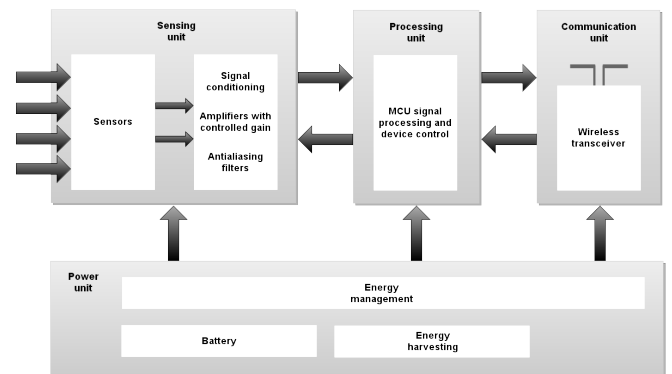 Sensing
unit
Sensors
Signal
conditioning
Amplifiers with
controlled gain
Antialiasing
filters
Processing
unit
MCU signal
processing and
device control
Communication
unit
Wireless
transceiver
Power
unit
Energy
management
Battery
Energy
harvesting